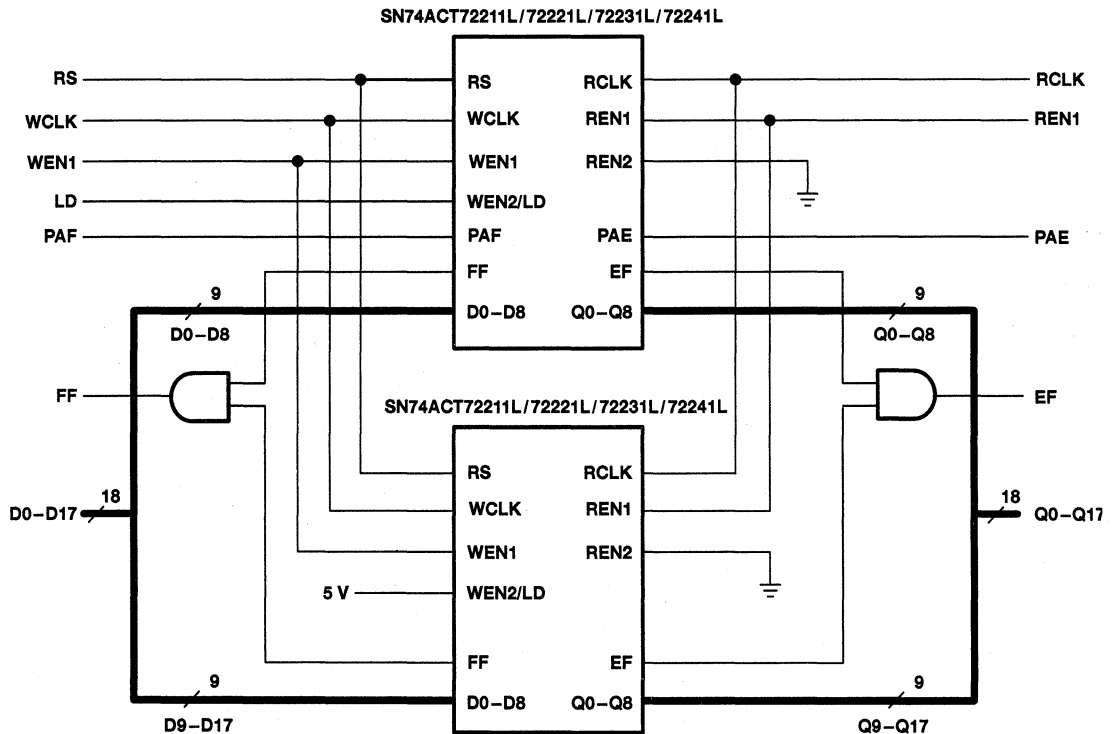 SN74ACT72211L/72221L/72231L/72241L
RS RS RCLK RCLK
WCLK WCLK REN1 REN1
WEN1 WEN1 REN2
LD WEN2/LD
PAF PAF PAE PAE
FF EF
9 D0–D8 Q0–Q8 9
D0–D8 Q0–Q8
FF EF
SN74ACT72211L/72221L/72231L/72241L
RS RCLK
D0–D17 18 WCLK REN1 18 Q0–Q17
WEN1 REN2
5 V WEN2/LD
FF EF
9 D0–D8 Q0–Q8 9
D9–D17 Q9–Q17